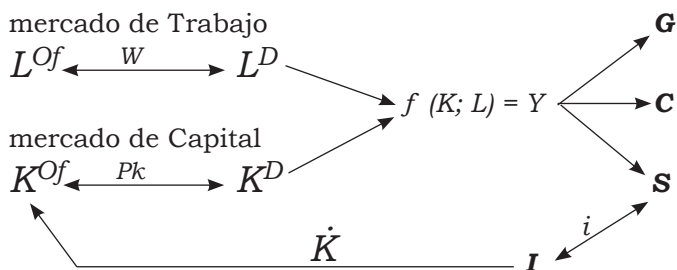 mercado de Trabajo
G
L^Of W L^D
f (K; L) = Y
C
mercado de Capital
K^Of Pk K^D
S
i
K̇
I